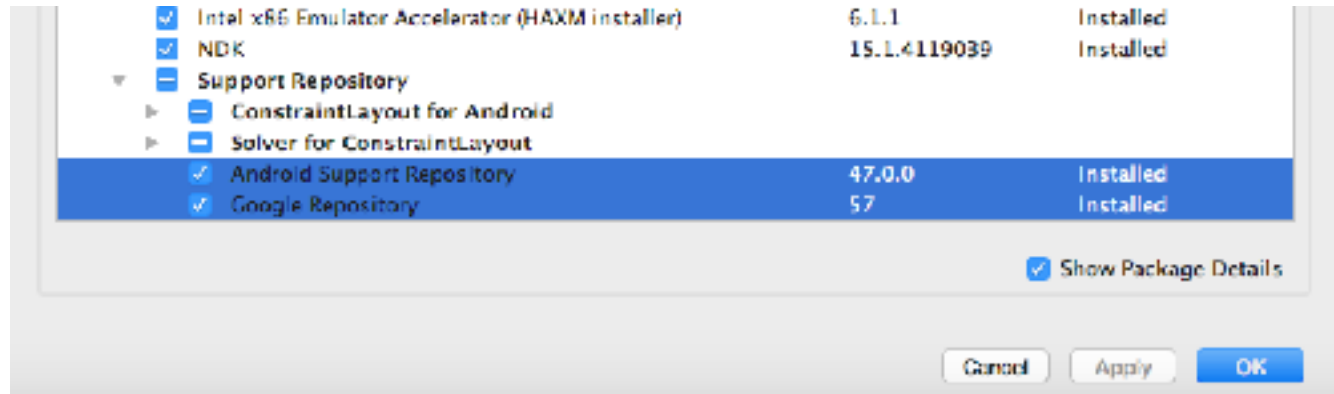 Intel x86 Emulator Accelerator (HAXM installer) 6.1.1 Installed
NDK 15.1.4119039 Installed
Support Repository
ConstraintLayout for Android
Solver for ConstraintLayout
Android Support Repository 47.0.0 Installed
Google Repository 57 Installed
Show Package Details
Cancel Apply OK